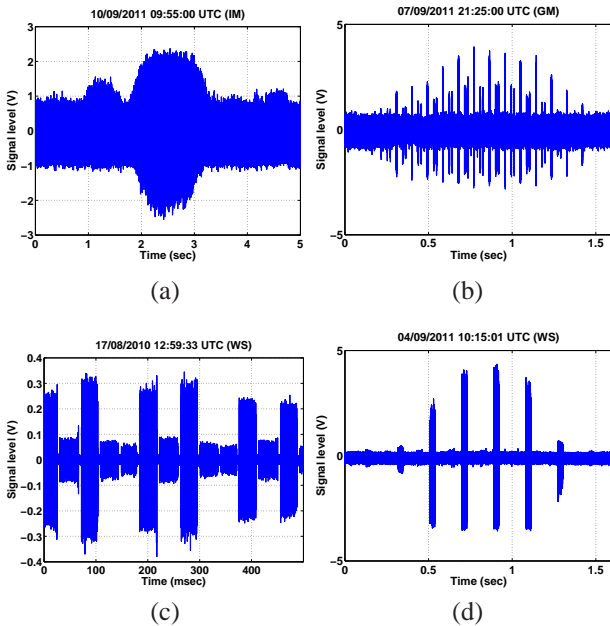 10/09/2011 09:55:00 UTC (IM)
Signal level (V)
3
2
1
0
−1
−2
−3
0 1 2 3 4 5
Time (sec)
(a)
07/09/2011 21:25:00 (GM)
Signal level (V)
5
0
−5
0 0.5 1 1.5
Time (sec)
(b)
17/08/2010 12:59:33 UTC (WS)
Signal level (V)
0.4
0.3
0.2
0.1
0
−0.1
−0.2
−0.3
−0.4
0 100 200 300 400
Time (msec)
(c)
04/09/2011 10:15:01 UTC (WS)
Signal level (V)
5
0
−5
0 0.5 1 1.5
Time (sec)
(d)